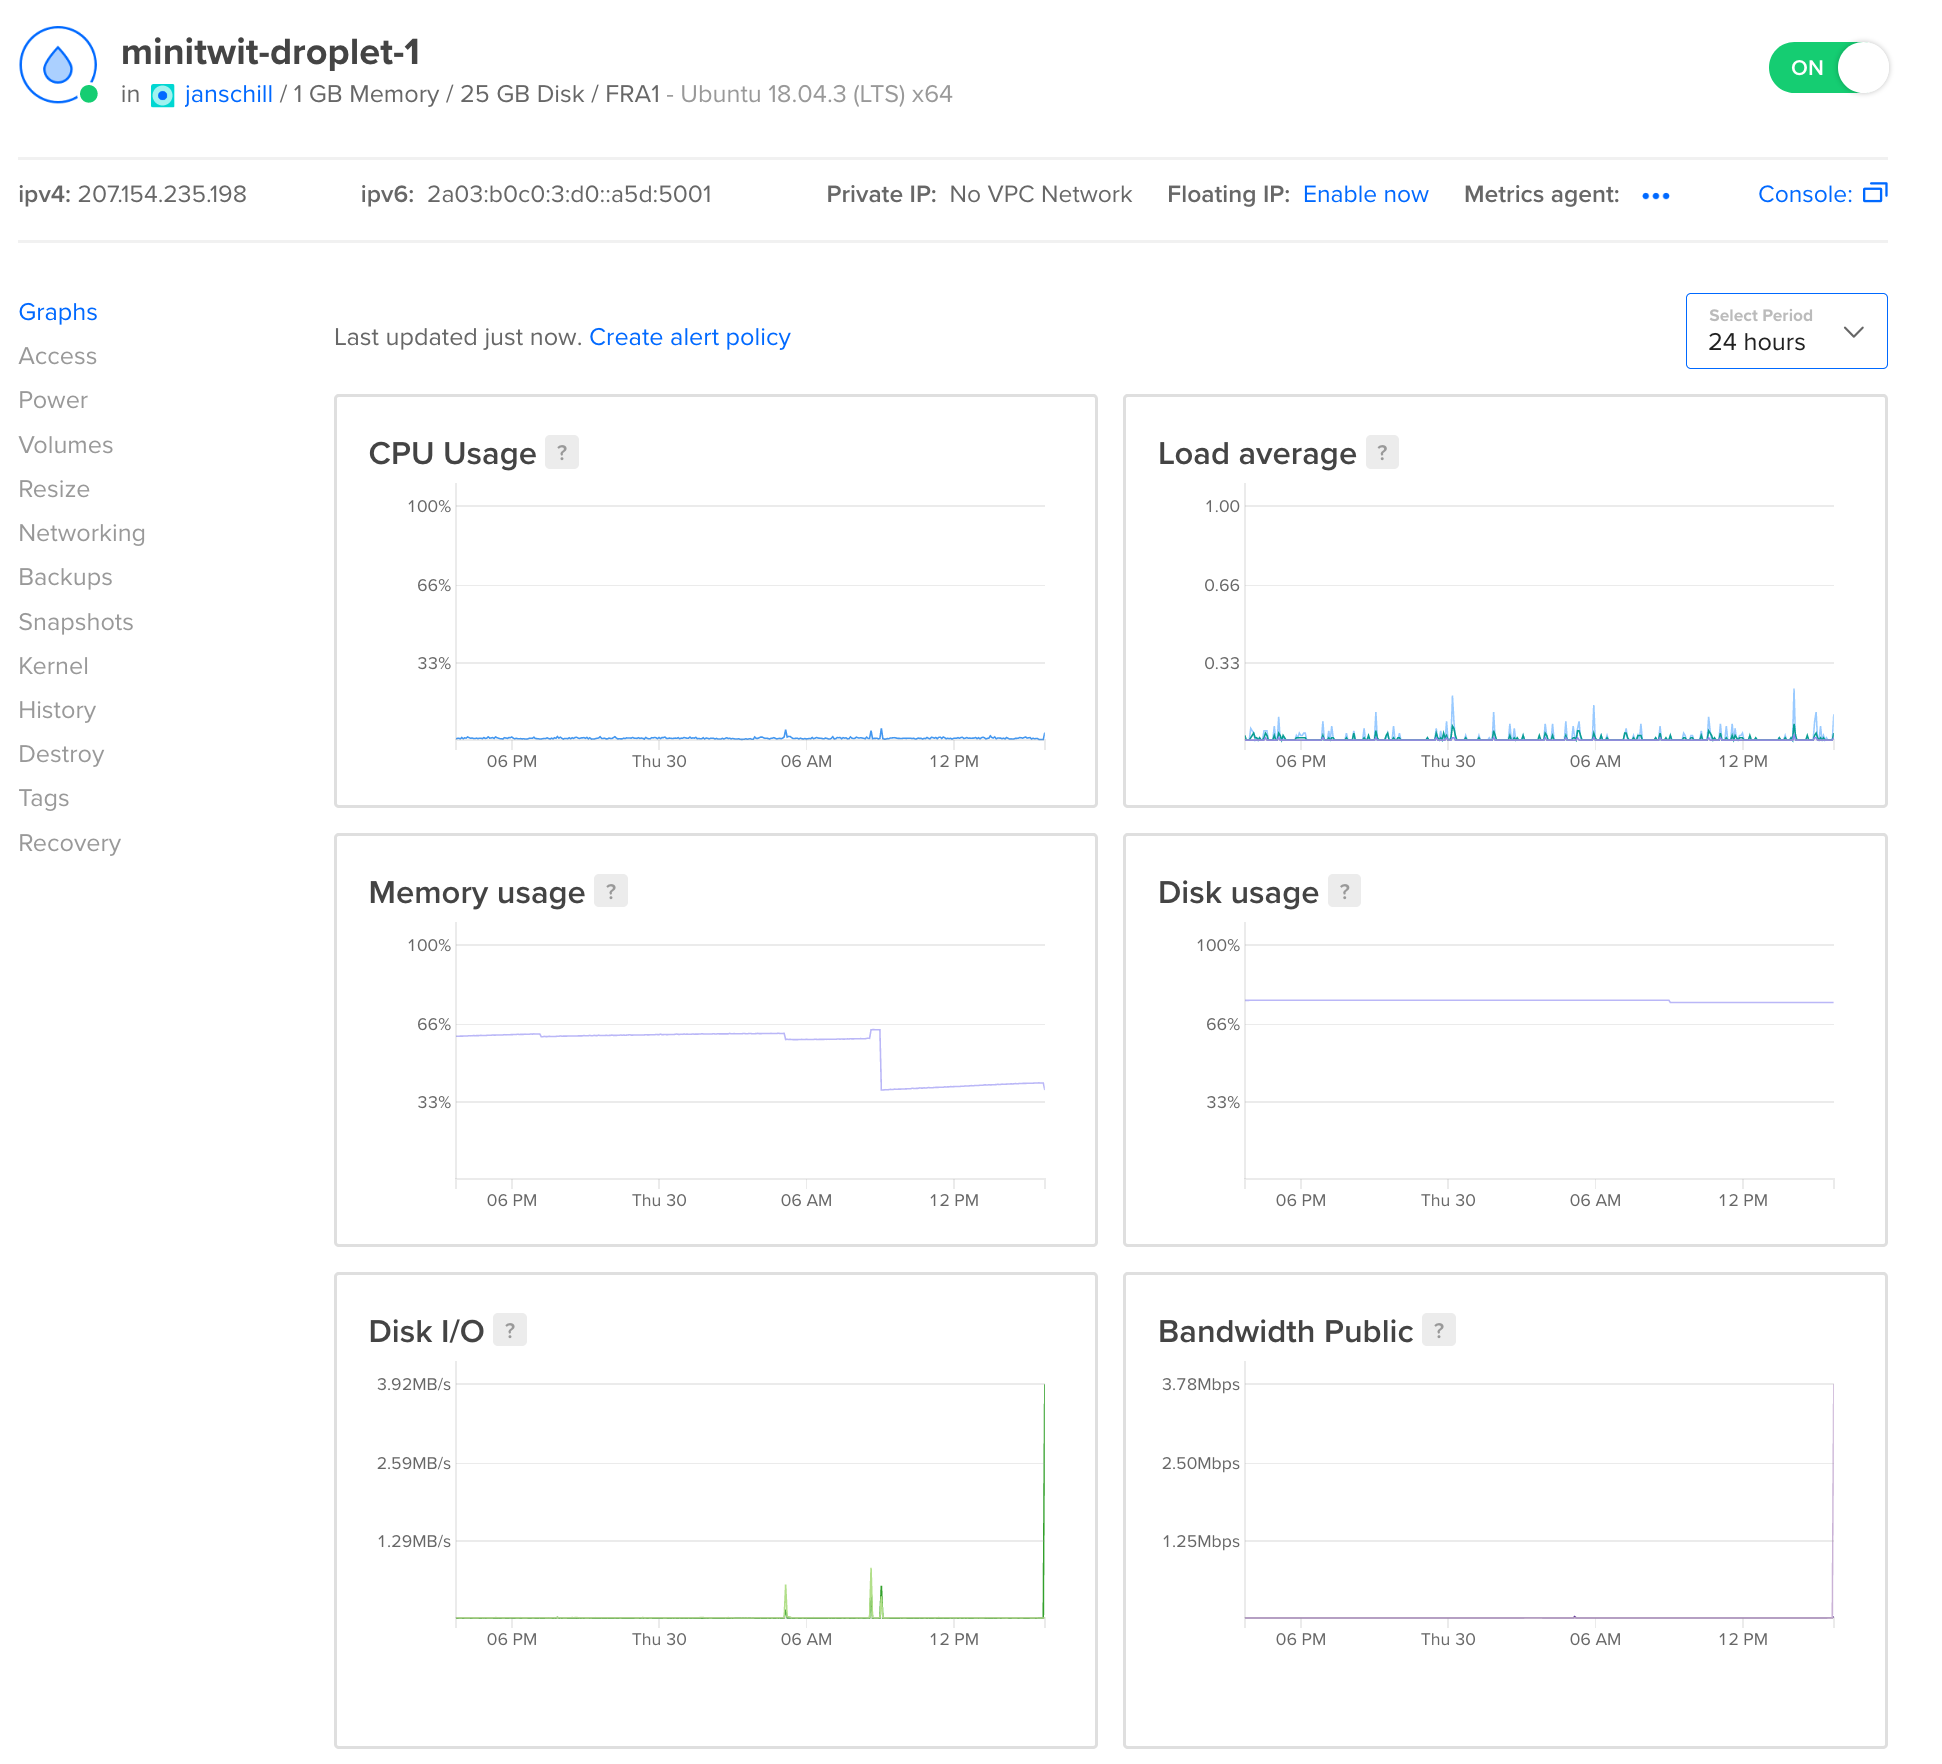 minitwit-droplet-1
in janschill / 1 GB Memory / 25 GB Disk / FRA1 - Ubuntu 18.04.3 (LTS) x64
ON
ipv4: 207.154.235.198
ipv6: 2a03:b0c0:3:d0::a5d:5001
Private IP: No VPC Network
Floating IP: Enable now
Metrics agent: •••
Console:
Graphs
Access
Power
Volumes
Resize
Networking
Backups
Snapshots
Kernel
History
Destroy
Tags
Recovery
Last updated just now. Create alert policy
Select Period
24 hours
CPU Usage ?
100%
66%
33%
06 PM Thu 30 06 AM 12 PM
Load average ?
1.00
0.66
0.33
06 PM Thu 30 06 AM 12 PM
Memory usage ?
100%
66%
33%
06 PM Thu 30 06 AM 12 PM
Disk usage ?
100%
66%
33%
06 PM Thu 30 06 AM 12 PM
Disk I/O ?
3.92MB/s
2.59MB/s
1.29MB/s
06 PM Thu 30 06 AM 12 PM
Bandwidth Public ?
3.78Mbps
2.50Mbps
1.25Mbps
06 PM Thu 30 06 AM 12 PM